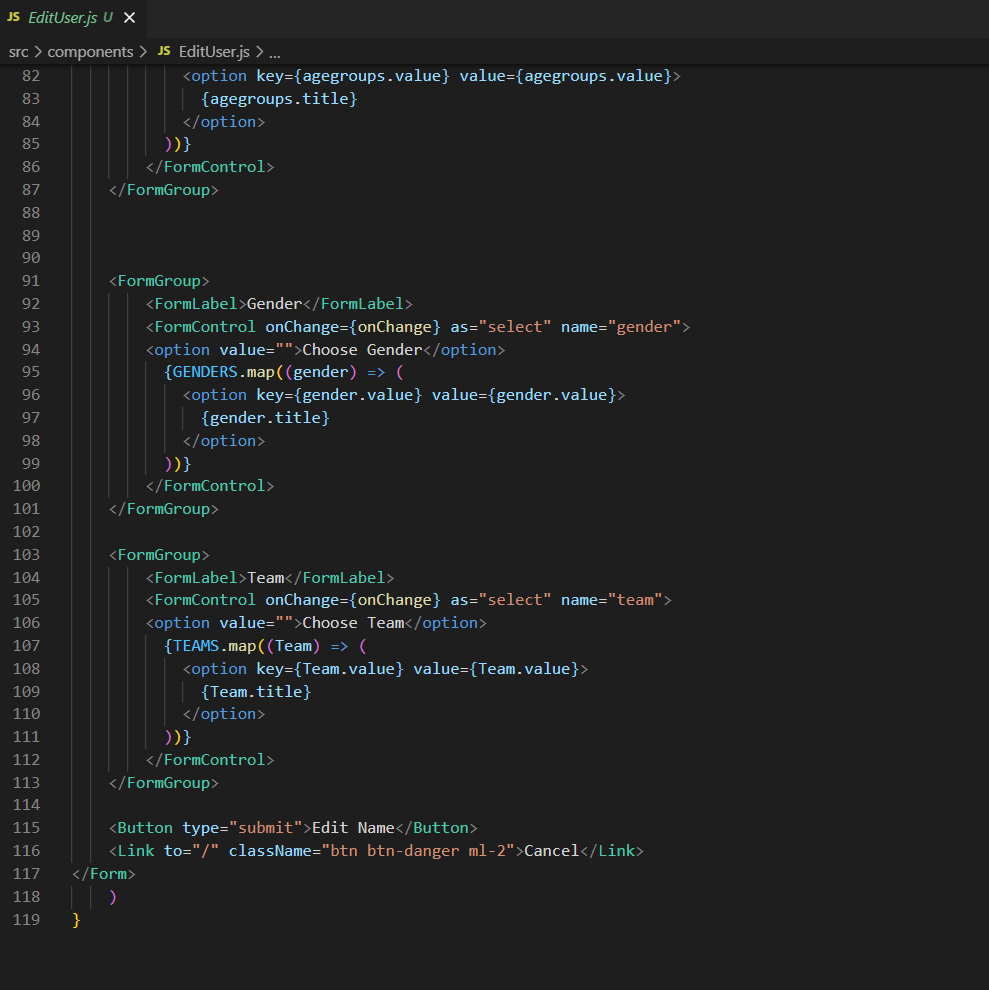 JS EditUser.js U ×
src > components > JS EditUser.js > ...
82 <option key={agegroups.value} value={agegroups.value}>
83 {agegroups.title}
84 </option>
85 ))}
86 </FormControl>
87 </FormGroup>
88
89
90
91 <FormGroup>
92 <FormLabel>Gender</FormLabel>
93 <FormControl onChange={onChange} as="select" name="gender">
94 <option value="">Choose Gender</option>
95 {GENDERS.map((gender) => (
96 <option key={gender.value} value={gender.value}>
97 {gender.title}
98 </option>
99 ))}
100 </FormControl>
101 </FormGroup>
102
103 <FormGroup>
104 <FormLabel>Team</FormLabel>
105 <FormControl onChange={onChange} as="select" name="team">
106 <option value="">Choose Team</option>
107 {TEAMS.map((Team) => (
108 <option key={Team.value} value={Team.value}>
109 {Team.title}
110 </option>
111 ))}
112 </FormControl>
113 </FormGroup>
114
115 <Button type="submit">Edit Name</Button>
116 <Link to="/" className="btn btn-danger ml-2">Cancel</Link>
117 </Form>
118 )
119 }